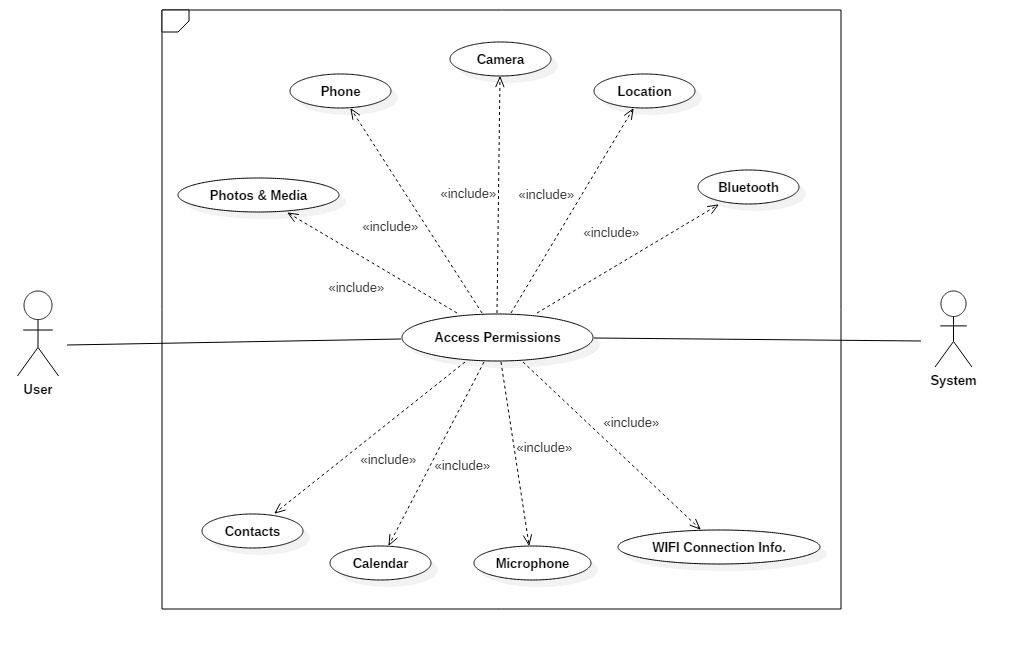 Camera
Phone
Location
Photos & Media
Bluetooth
«include»
«include»
«include»
«include»
«include»
Access Permissions
User
System
«include»
«include»
«include»
«include»
Contacts
Calendar
Microphone
WIFI Connection Info.